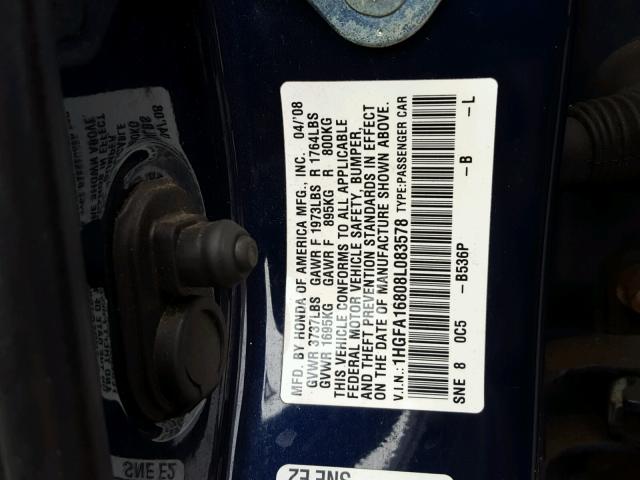 MFD. BY HONDA OF AMERICA MFG., INC. 04/'08
GVWR 3737LBS GAWR F 1973LBS R 1764LBS
GVWR 1695KG GAWR F 895KG R 800KG
THIS VEHICLE CONFORMS TO ALL APPLICABLE
FEDERAL MOTOR VEHICLE SAFETY, BUMPER,
AND THEFT PREVENTION STANDARDS IN EFFECT
ON THE DATE OF MANUFACTURE SHOWN ABOVE.
V.I.N.: 1HGFA16808L083578 TYPE: PASSENGER CAR
SNE 8 0C5 -B536P -B -L
SNE E2
SNE E2